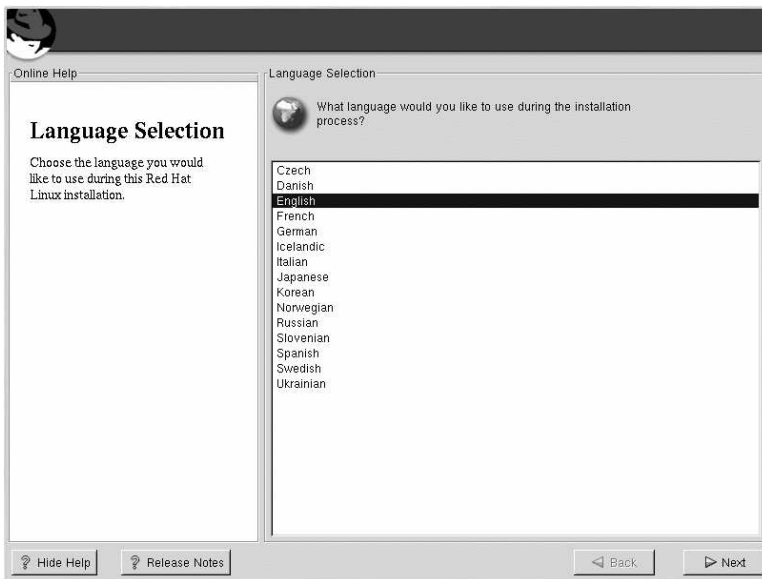 Online Help
Language Selection
Choose the language you would
like to use during this Red Hat
Linux installation.
Language Selection
What language would you like to use during the installation
process?
Czech
Danish
English
French
German
Icelandic
Italian
Japanese
Korean
Norwegian
Russian
Slovenian
Spanish
Swedish
Ukrainian
Hide Help
Release Notes
Back
Next